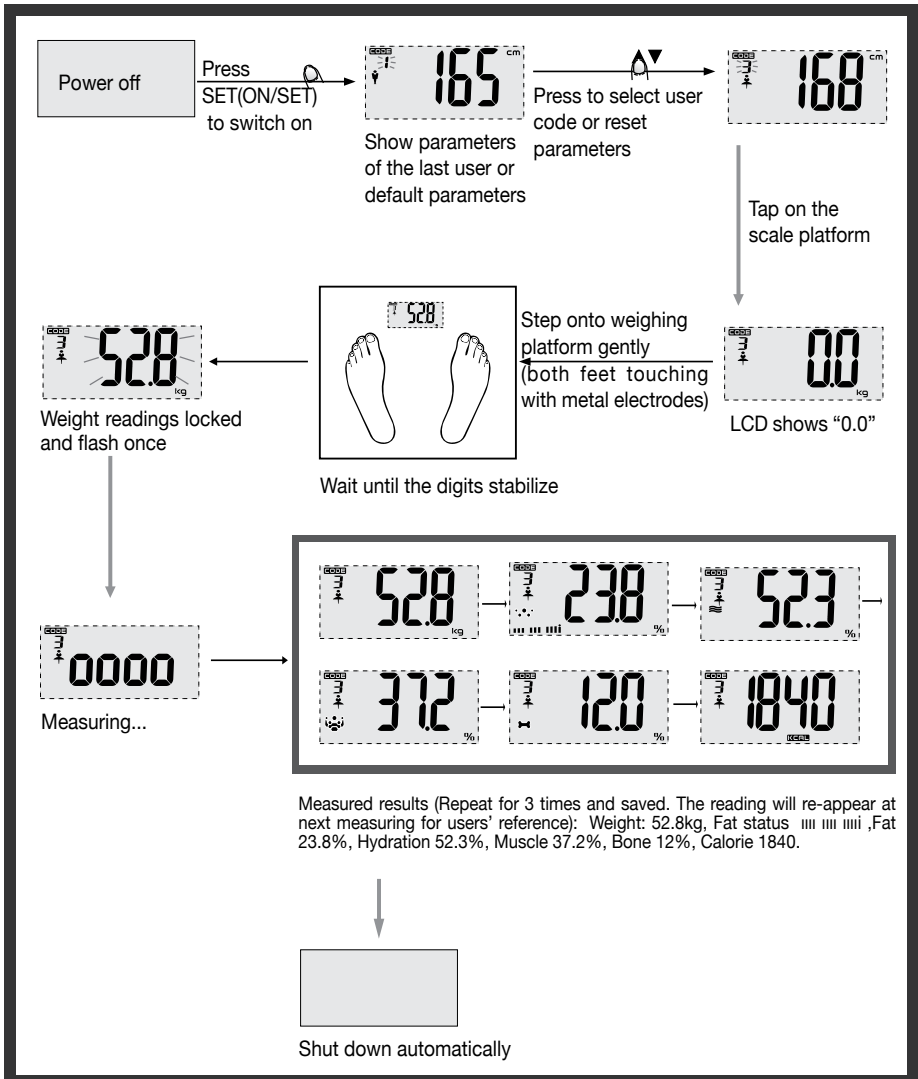 Power off
Press
SET(ON/SET)
to switch on
CODE
1
165
cm
Show parameters
of the last user or
default parameters
Press to select user
code or reset
parameters
CODE
3
168
cm
Tap on the
scale platform
CODE
3
0.0
kg
LCD shows “0.0”
Step onto weighing
platform gently
(both feet touching
with metal electrodes)
52.8
Wait until the digits stabilize
CODE
3
52.8
kg
Weight readings locked
and flash once
CODE
3
0000
Measuring...
CODE
3
52.8
kg
CODE
3
23.8
%
CODE
3
52.3
%
CODE
3
37.2
%
CODE
3
12.0
%
CODE
3
1840
KCAL
Measured results (Repeat for 3 times and saved. The reading will re-appear at
next measuring for users’ reference): Weight: 52.8kg, Fat status ,Fat
23.8%, Hydration 52.3%, Muscle 37.2%, Bone 12%, Calorie 1840.
Shut down automatically